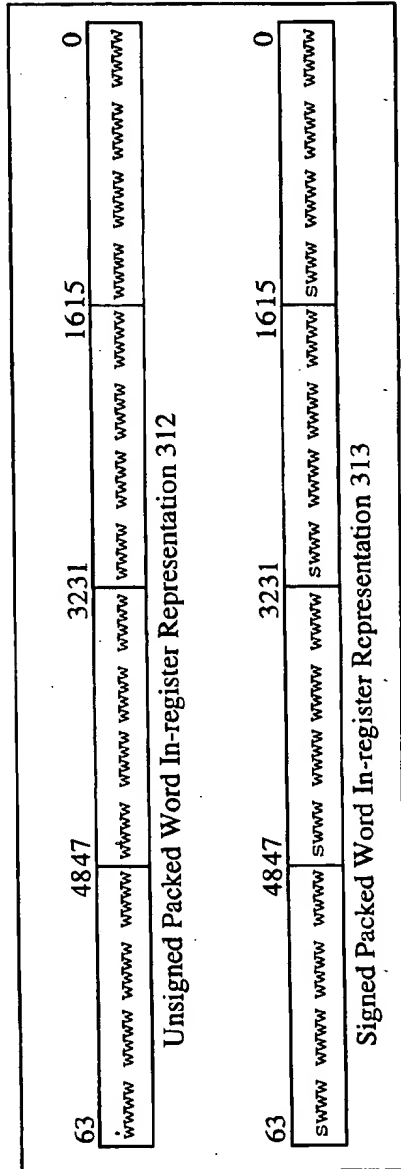 63 4847 3231 1615 0
wwww wwww wwww wwww wwww wwww wwww wwww wwww wwww wwww wwww wwww wwww wwww wwww
Unsigned Packed Word In-register Representation 312
63 4847 3231 1615 0
swww wwww wwww wwww swww wwww wwww wwww swww wwww wwww wwww swww wwww wwww wwww
Signed Packed Word In-register Representation 313